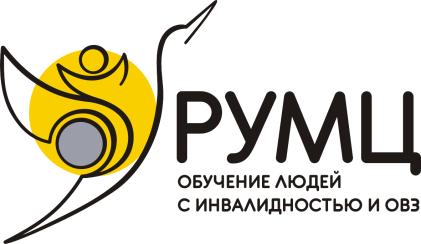 РУМЦ
ОБУЧЕНИЕ ЛЮДЕЙ
С ИНВАЛИДНОСТЬЮ И ОВЗ